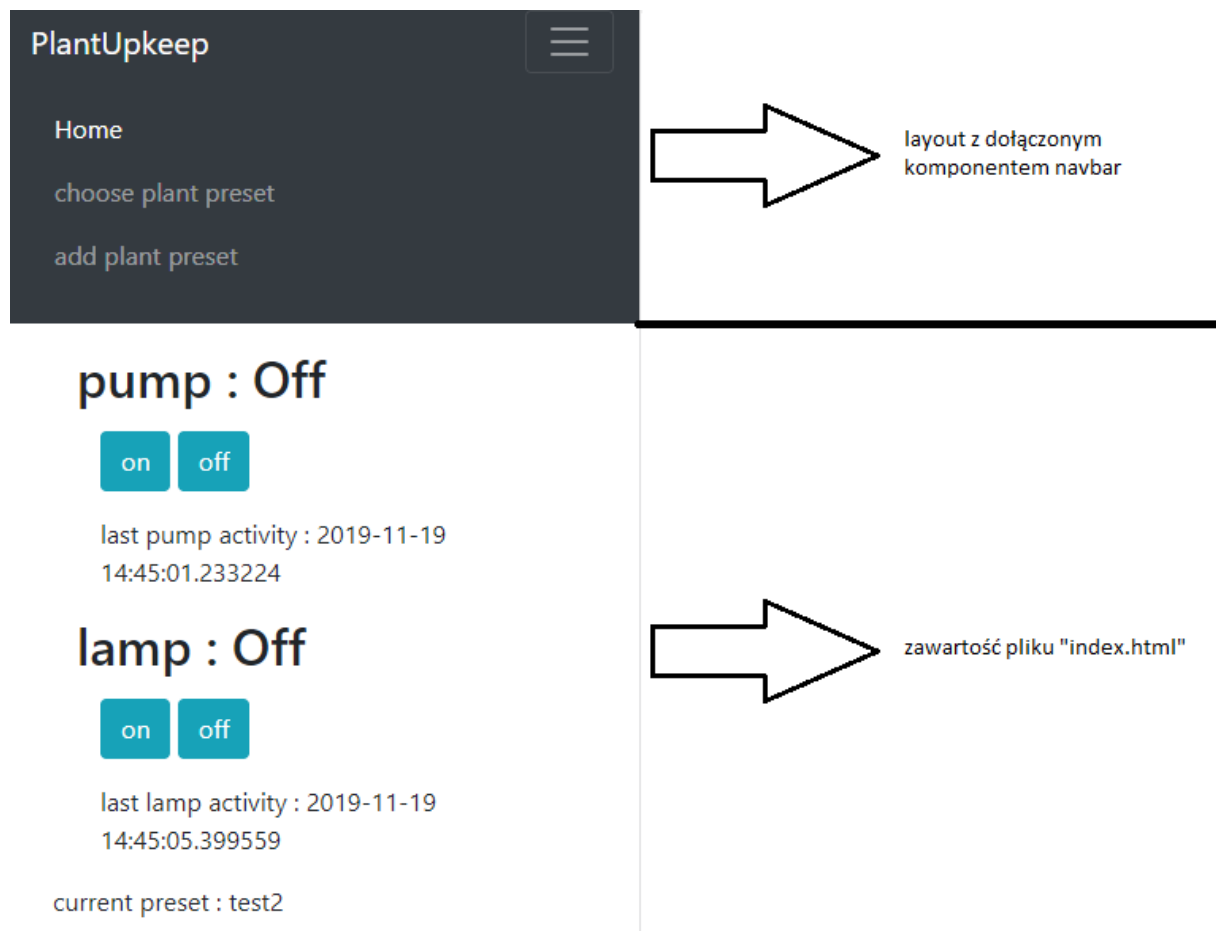 PlantUpkeep
Home
choose plant preset
add plant preset
layout z dołączonym
komponentem navbar
pump : Off
on off
last pump activity : 2019-11-19
14:45:01.233224
lamp : Off
on off
last lamp activity : 2019-11-19
14:45:05.399559
current preset : test2
zawartość pliku "index.html"